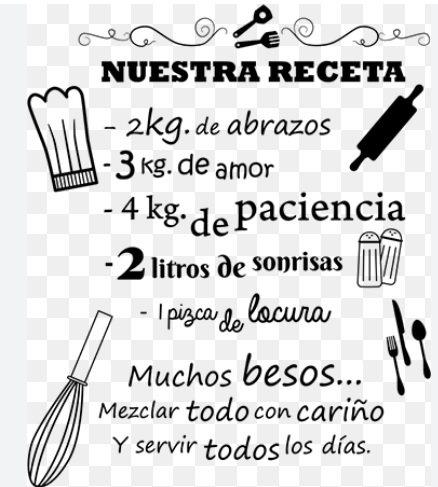 NUESTRA RECETA
- 2kg. de abrazos
- 3 kg. de amor
- 4 kg. de paciencia
- 2 litros de sonrisas
- 1 pizca de locura
Muchos besos...
Mezclar todo con cariño
Y servir todos los días.